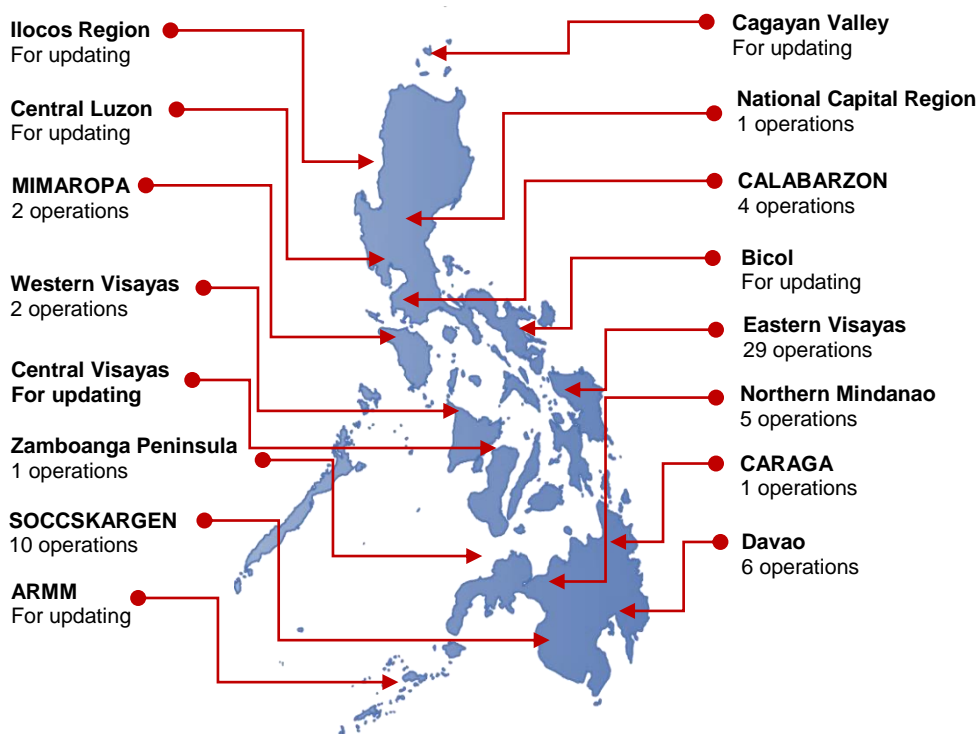 Ilocos Region
For updating
Central Luzon
For updating
MIMAROPA
2 operations
Western Visayas
2 operations
Central Visayas
For updating
Zamboanga Peninsula
1 operations
SOCCSKARGEN
10 operations
ARMM
For updating
Cagayan Valley
For updating
National Capital Region
1 operations
CALABARZON
4 operations
Bicol
For updating
Eastern Visayas
29 operations
Northern Mindanao
5 operations
CARAGA
1 operations
Davao
6 operations